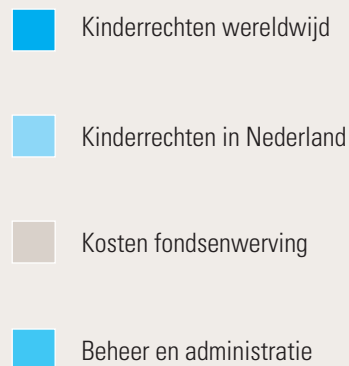 Kinderrechten wereldwijd
Kinderrechten in Nederland
Kosten fondsenwerving
Beheer en administratie